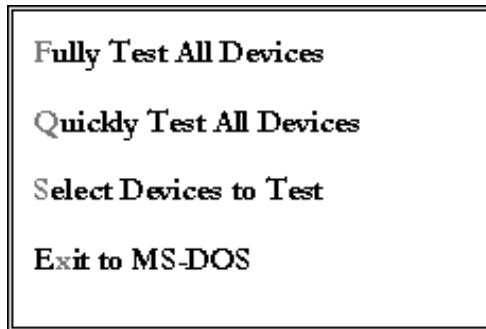 Fully Test All Devices
Quickly Test All Devices
Select Devices to Test
Exit to MS-DOS